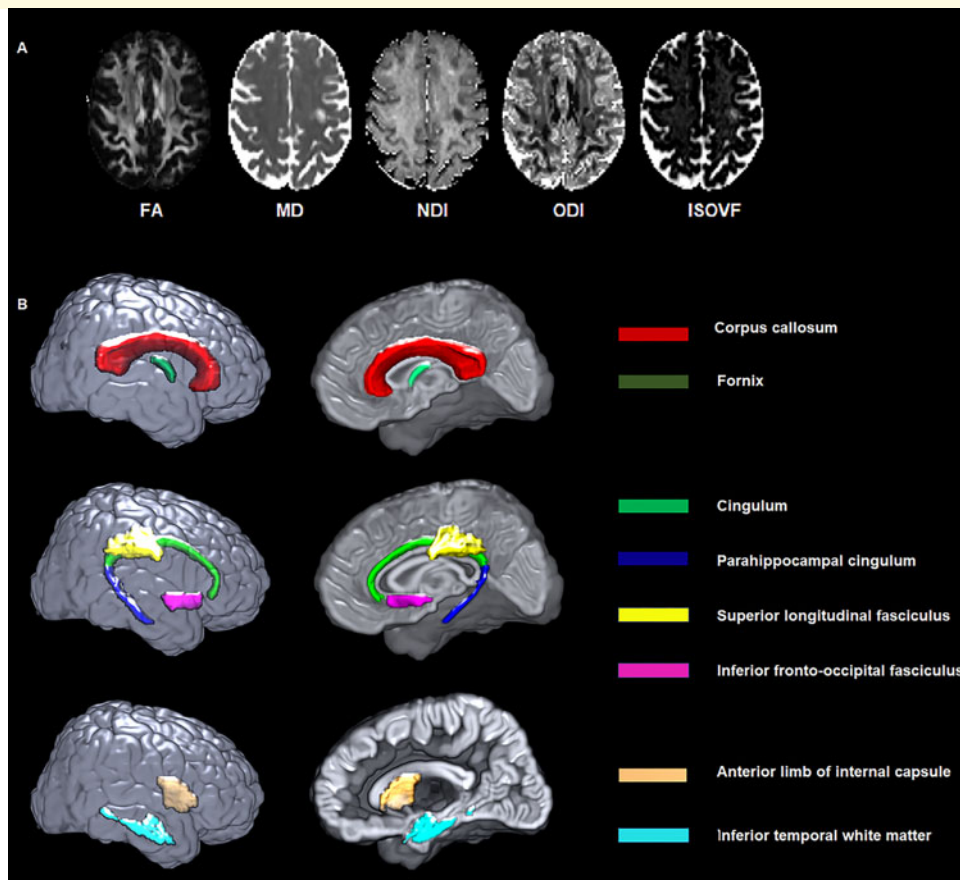 A
FA
MD
NDI
ODI
ISOVF
B
Corpus callosum
Fornix
Cingulum
Parahippocampal cingulum
Superior longitudinal fasciculus
Inferior fronto-occipital fasciculus
Anterior limb of internal capsule
Inferior temporal white matter